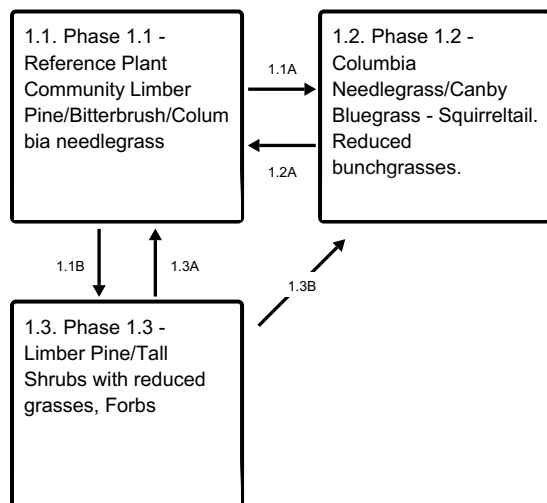 1.1. Phase 1.1 -
Reference Plant
Community Limber
Pine/Bitterbrush/Colum
bia needlegrass
1.1A
1.2A
1.2. Phase 1.2 -
Columbia
Needlegrass/Canby
Bluegrass - Squirreltail.
Reduced
bunchgrasses.
1.1B
1.3A
1.3B
1.3. Phase 1.3 -
Limber Pine/Tall
Shrubs with reduced
grasses, Forbs